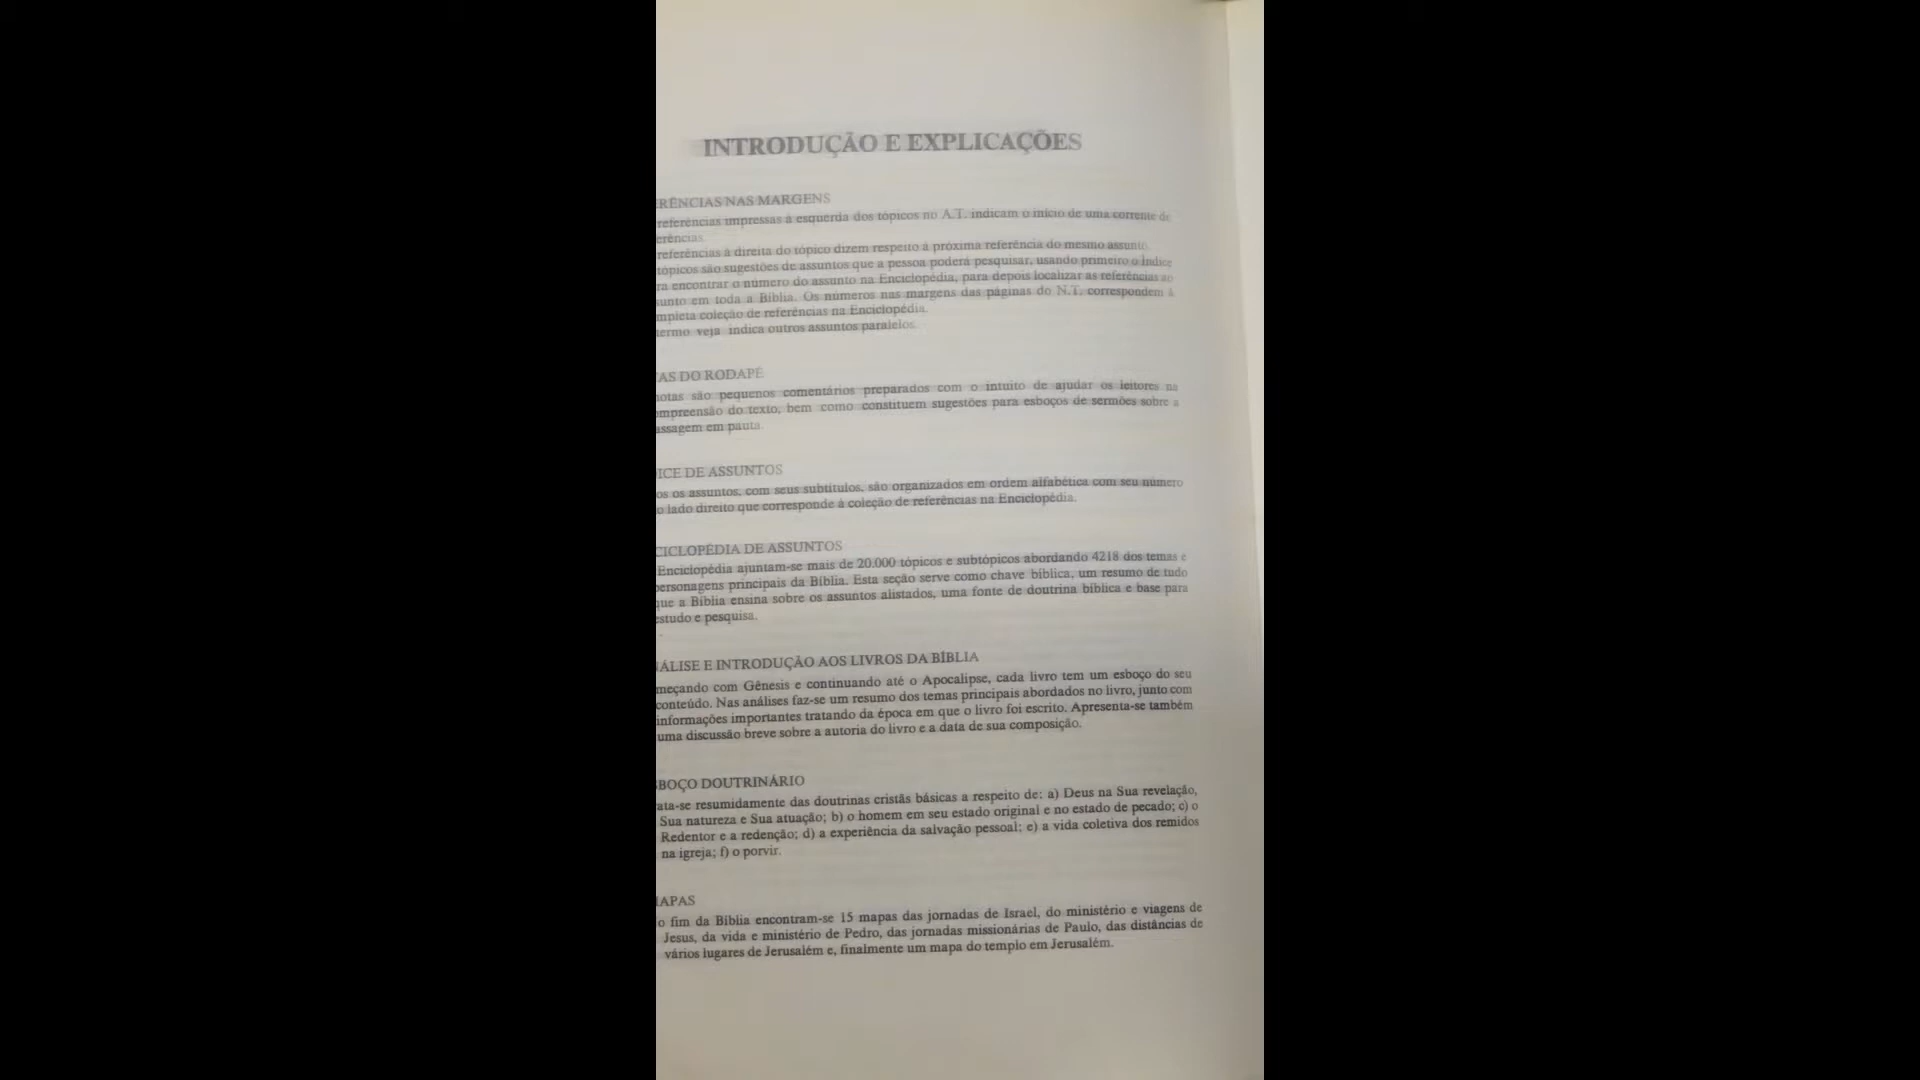 INTRODUÇÃO E EXPLICAÇÕES
RÊNCIAS NAS MARGENS
referências impressas à esquerda dos tópicos no A.T. indicam o início de uma corrente de
erências.
referências à direita do tópico dizem respeito à próxima referência do mesmo assunto.
tópicos são sugestões de assuntos que a pessoa poderá pesquisar, usando primeiro o Índice
ra encontrar o número do assunto na Enciclopédia, para depois localizar as referências ao
sunto em toda a Bíblia. Os números nas margens das páginas do N.T. correspondem à
mpleta coleção de referências na Enciclopédia.
termo veja indica outros assuntos paralelos.
AS DO RODAPÉ
notas são pequenos comentários preparados com o intuito de ajudar os leitores na
mpreensão do texto, bem como constituem sugestões para esboços de sermões sobre a
assagem em pauta.
ICE DE ASSUNTOS
os os assuntos, com seus subtítulos, são organizados em ordem alfabética com seu número
o lado direito que corresponde à coleção de referências na Enciclopédia.
CICLOPÉDIA DE ASSUNTOS
Enciclopédia ajuntam-se mais de 20.000 tópicos e subtópicos abordando 4218 dos temas e
personagens principais da Bíblia. Esta seção serve como chave bíblica, um resumo de tudo
que a Bíblia ensina sobre os assuntos alistados, uma fonte de doutrina bíblica e base para
estudo e pesquisa.
ÁLISE E INTRODUÇÃO AOS LIVROS DA BÍBLIA
meçando com Gênesis e continuando até o Apocalipse, cada livro tem um esboço do seu
conteúdo. Nas análises faz-se um resumo dos temas principais abordados no livro, junto com
informações importantes tratando da época em que o livro foi escrito. Apresenta-se também
uma discussão breve sobre a autoria do livro e a data de sua composição.
BOÇO DOUTRINÁRIO
ata-se resumidamente das doutrinas cristãs básicas a respeito de: a) Deus na Sua revelação,
Sua natureza e Sua atuação; b) o homem em seu estado original e no estado de pecado; c) o
Redentor e a redenção; d) a experiência da salvação pessoal; e) a vida coletiva dos remidos
na igreja; f) o porvir.
APAS
o fim da Bíblia encontram-se 15 mapas das jornadas de Israel, do ministério e viagens de
Jesus, da vida e ministério de Pedro, das jornadas missionárias de Paulo, das distâncias de
vários lugares de Jerusalém e, finalmente um mapa do templo em Jerusalém.